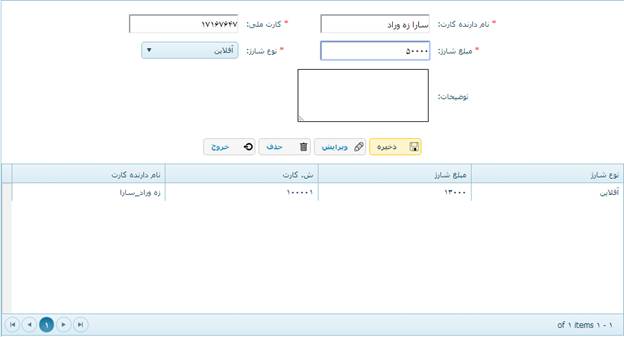 * نام دارنده کارت: سارا زه وراد * کارت ملی: ۱۷۱۶۷۶۴۷
* مبلغ شارژ: ۵۰۰۰۰ * نوع شارژ: آفلاین
توضیحات:
ذخیره ویرایش حذف خروج
نوع شارژ مبلغ شارژ ش. کارت نام دارنده کارت
آفلاین ۱۳۰۰۰ ۱۰۰۰۰۱ زه وراد_سارا
۱
۱ - ۱ of ۱ items